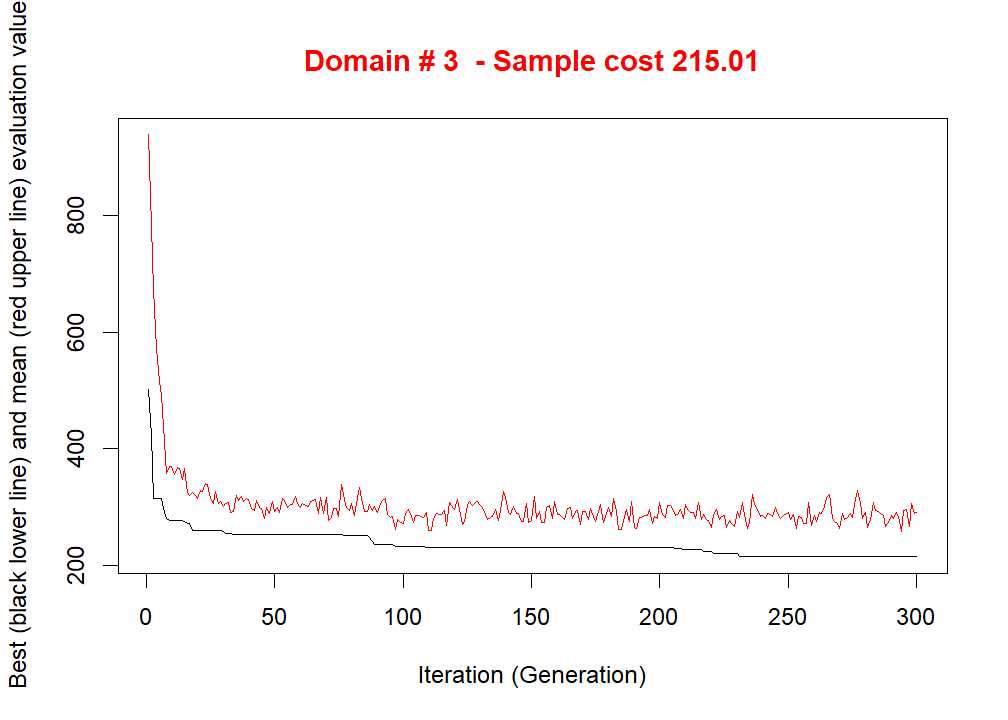 Domain # 3  - Sample cost 215.01
Best (black lower line) and mean (red upper line) evaluation value
800
600
400
200
0 50 100 150 200 250 300
Iteration (Generation)